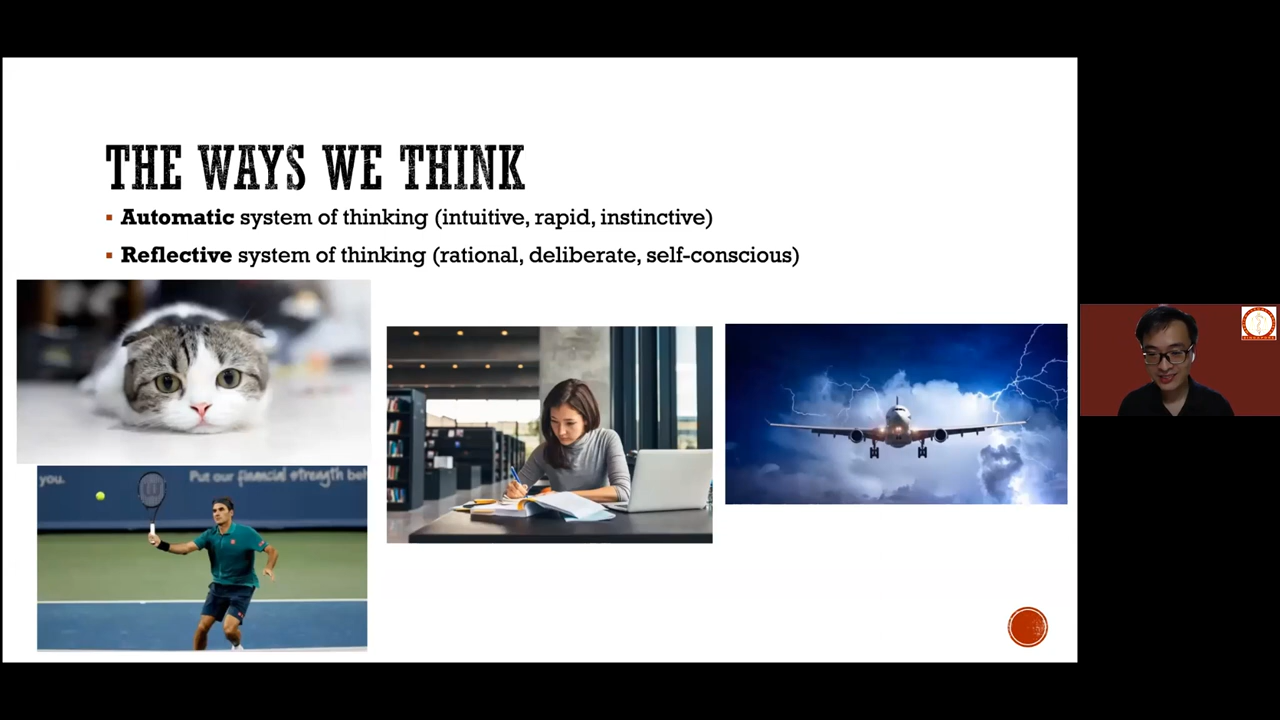 THE WAYS WE THINK
▪ Automatic system of thinking (intuitive, rapid, instinctive)
▪ Reflective system of thinking (rational, deliberate, self-conscious)
you.
Put our financial strength beh
W